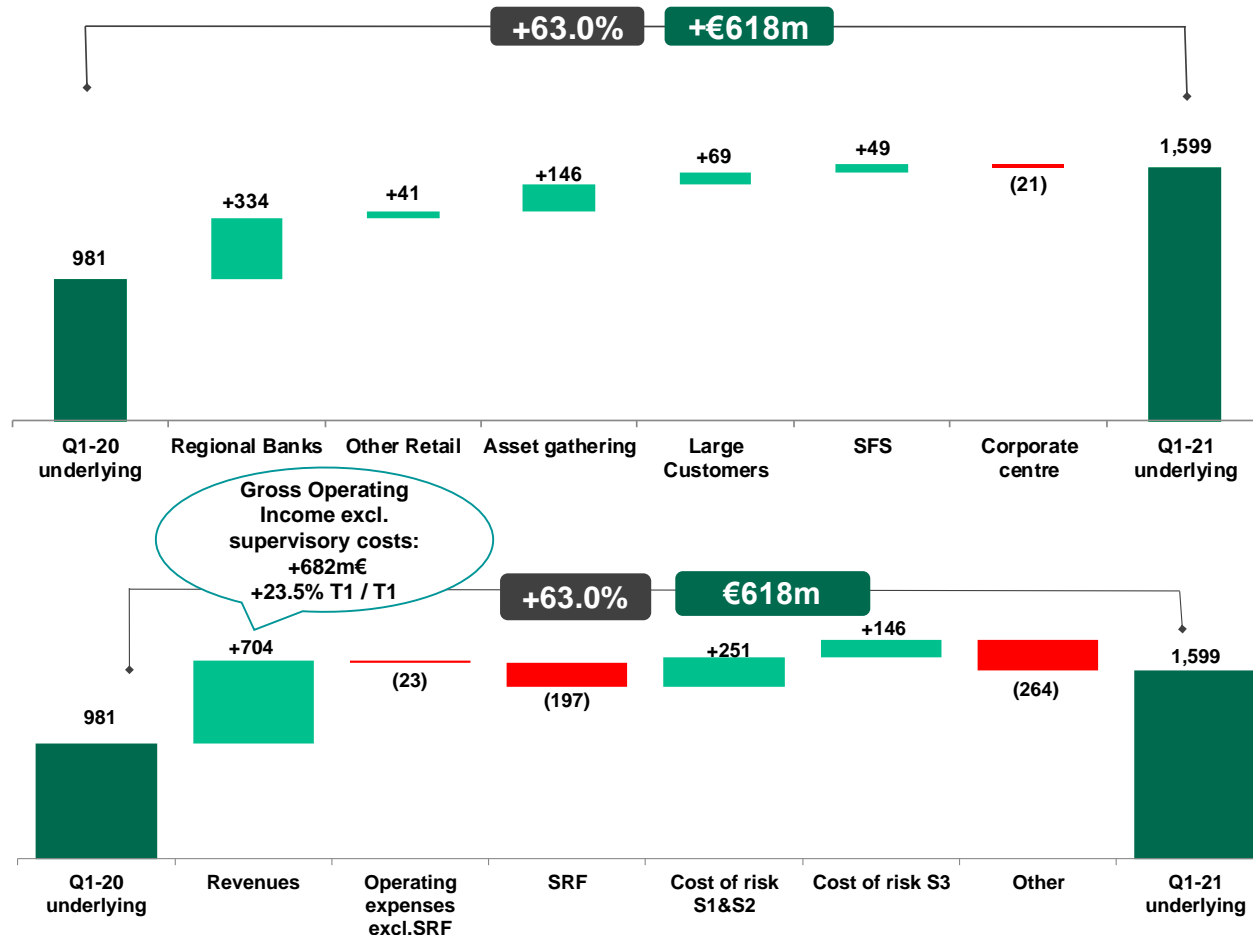 +63.0% +€618m
981
+334
+41
+146
+69
+49
(21)
1,599
Q1-20 underlying
Regional Banks
Other Retail
Asset gathering
Large Customers
SFS
Corporate centre
Q1-21 underlying
Gross Operating
Income excl.
supervisory costs:
+682m€
+23.5% T1 / T1
+63.0% €618m
981
+704
(23)
(197)
+251
+146
(264)
1,599
Q1-20 underlying
Revenues
Operating expenses excl.SRF
SRF
Cost of risk S1&S2
Cost of risk S3
Other
Q1-21 underlying